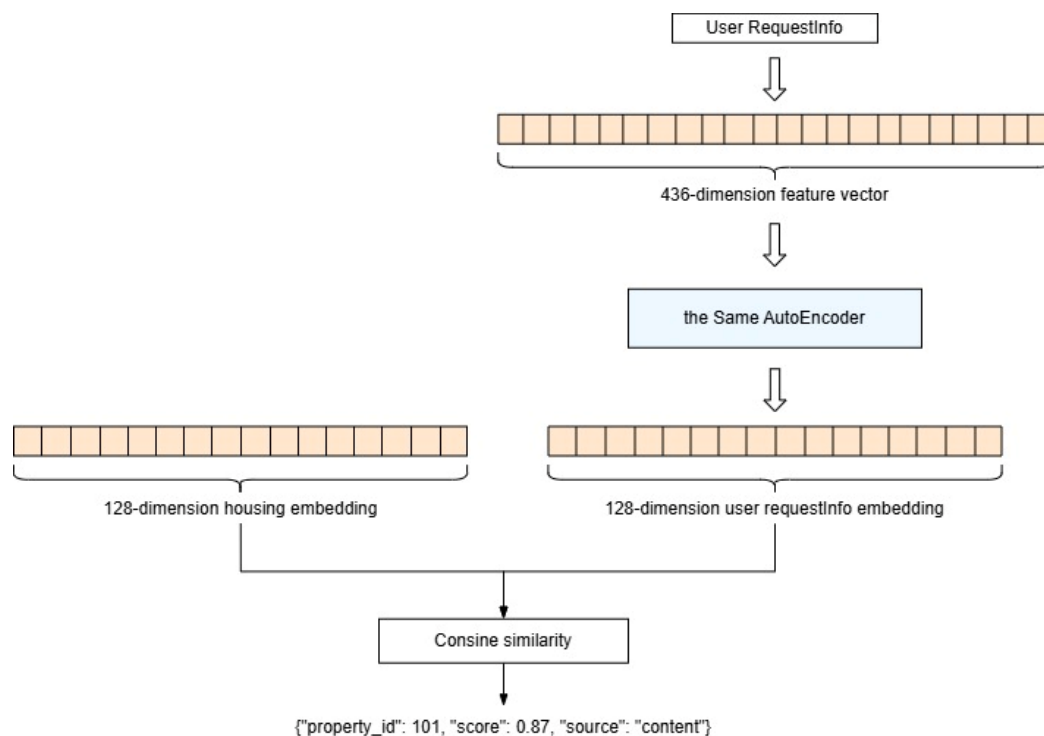 User RequestInfo
436-dimension feature vector
the Same AutoEncoder
128-dimension housing embedding
128-dimension user requestInfo embedding
Consine similarity
{"property_id": 101, "score": 0.87, "source": "content"}